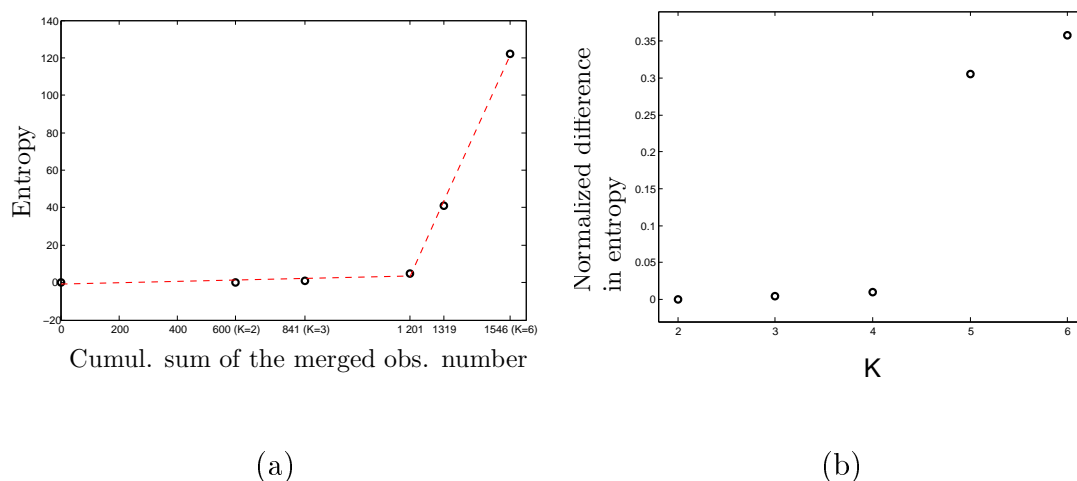 140
120
100
80
60
40
20
0
−20
Entropy
0 200 400 600 (K=2) 841 (K=3) 1 201 1319 1546 (K=6)
Cumul. sum of the merged obs. number
(a)
0.35
0.3
0.25
0.2
0.15
0.1
0.05
0
Normalized difference
in entropy
2 3 4 5 6
K
(b)